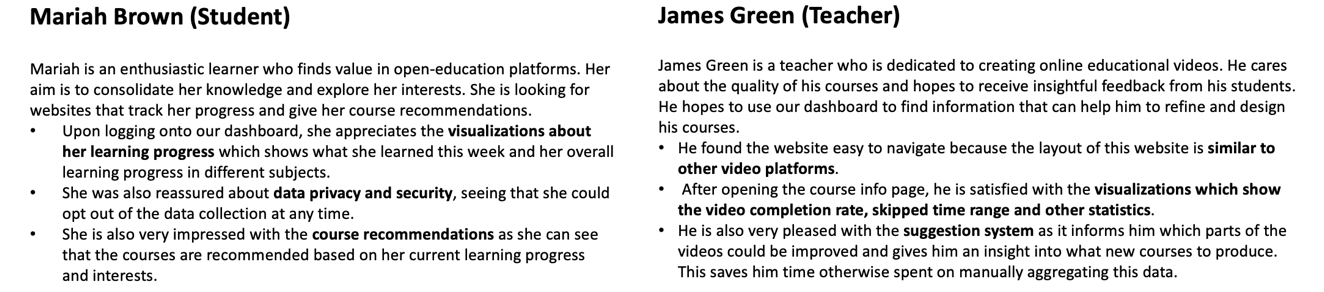 Mariah Brown (Student)
Mariah is an enthusiastic learner who finds value in open-education platforms. Her
aim is to consolidate her knowledge and explore her interests. She is looking for
websites that track her progress and give her course recommendations.
• Upon logging onto our dashboard, she appreciates the visualizations about
her learning progress which shows what she learned this week and her overall
learning progress in different subjects.
• She was also reassured about data privacy and security, seeing that she could
opt out of the data collection at any time.
• She is also very impressed with the course recommendations as she can see
that the courses are recommended based on her current learning progress
and interests.
James Green (Teacher)
James Green is a teacher who is dedicated to creating online educational videos. He cares
about the quality of his courses and hopes to receive insightful feedback from his students.
He hopes to use our dashboard to find information that can help him to refine and design
his courses.
• He found the website easy to navigate because the layout of this website is similar to
other video platforms.
• After opening the course info page, he is satisfied with the visualizations which show
the video completion rate, skipped time range and other statistics.
• He is also very pleased with the suggestion system as it informs him which parts of the
videos could be improved and gives him an insight into what new courses to produce.
This saves him time otherwise spent on manually aggregating this data.